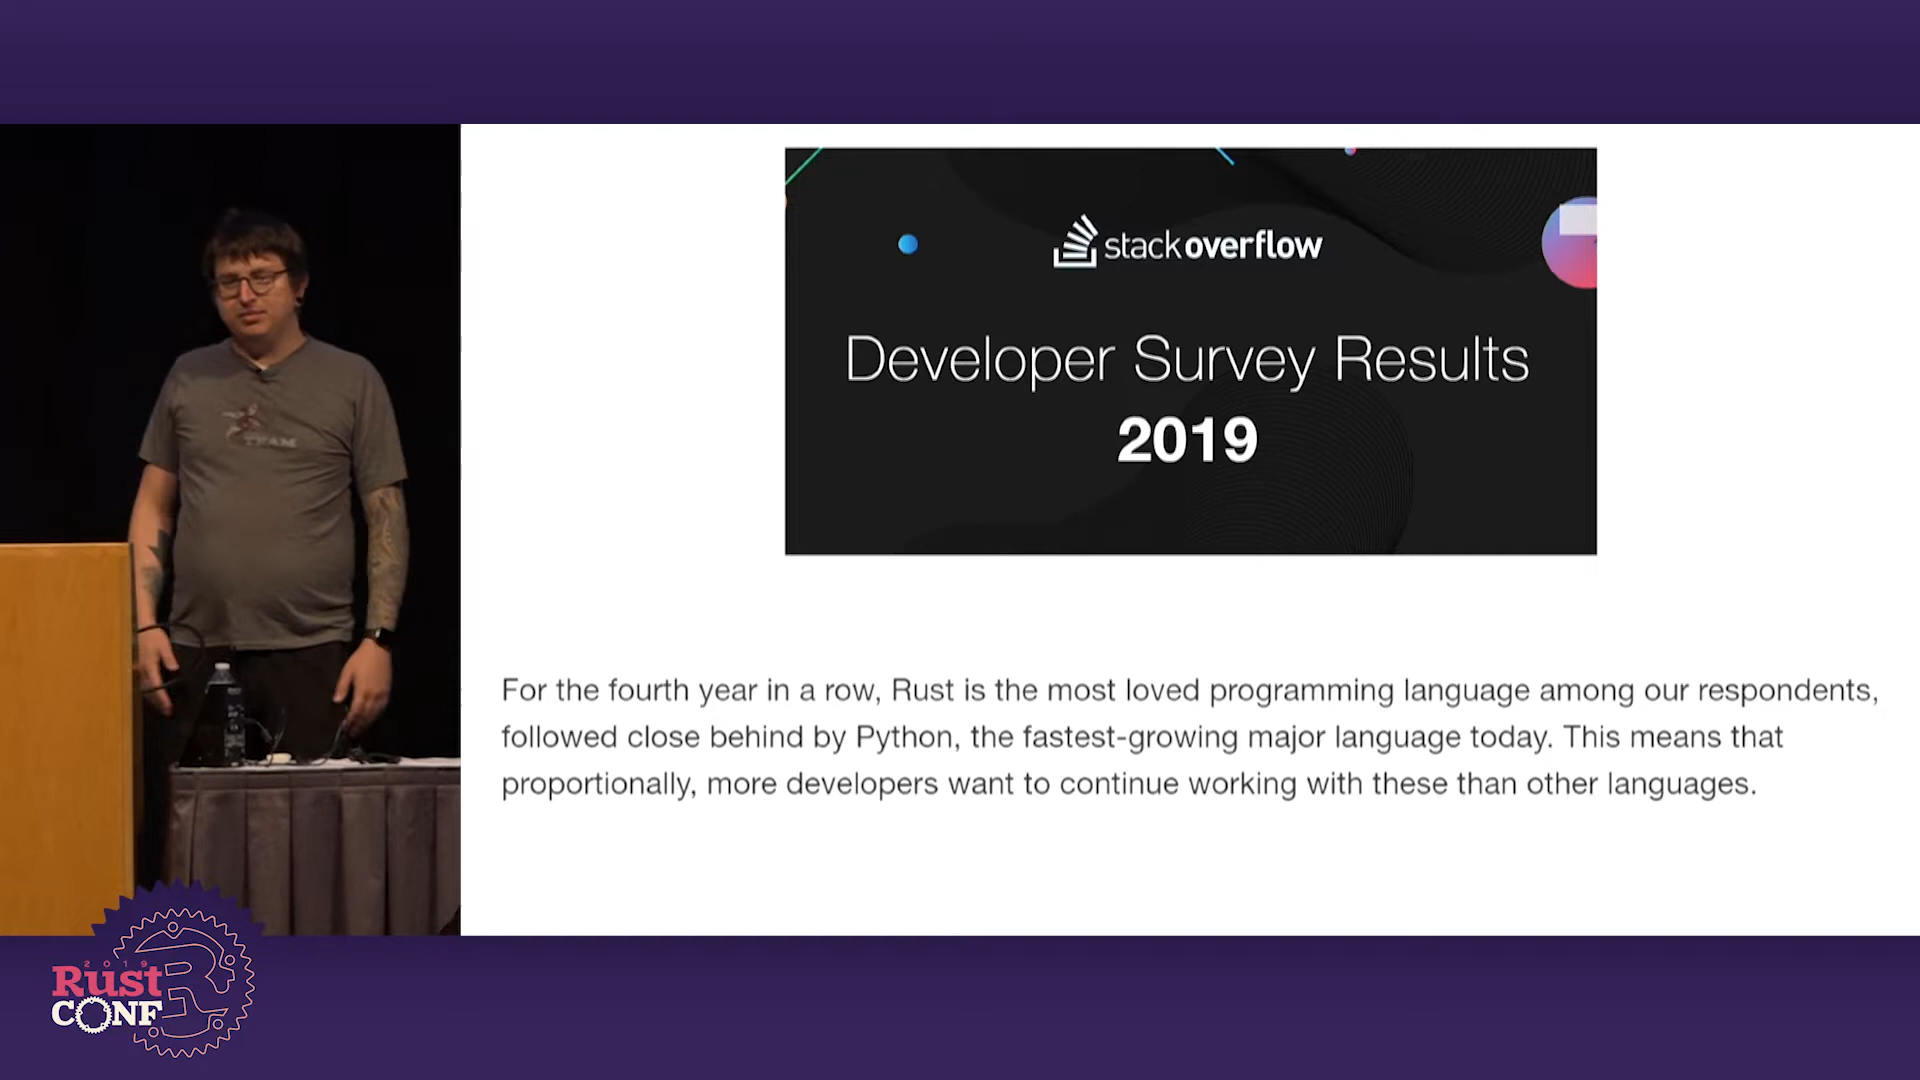 stackoverflow
Developer Survey Results
2019
For the fourth year in a row, Rust is the most loved programming language among our respondents,
followed close behind by Python, the fastest-growing major language today. This means that
proportionally, more developers want to continue working with these than other languages.
TEAM
2019
Rust
CONF